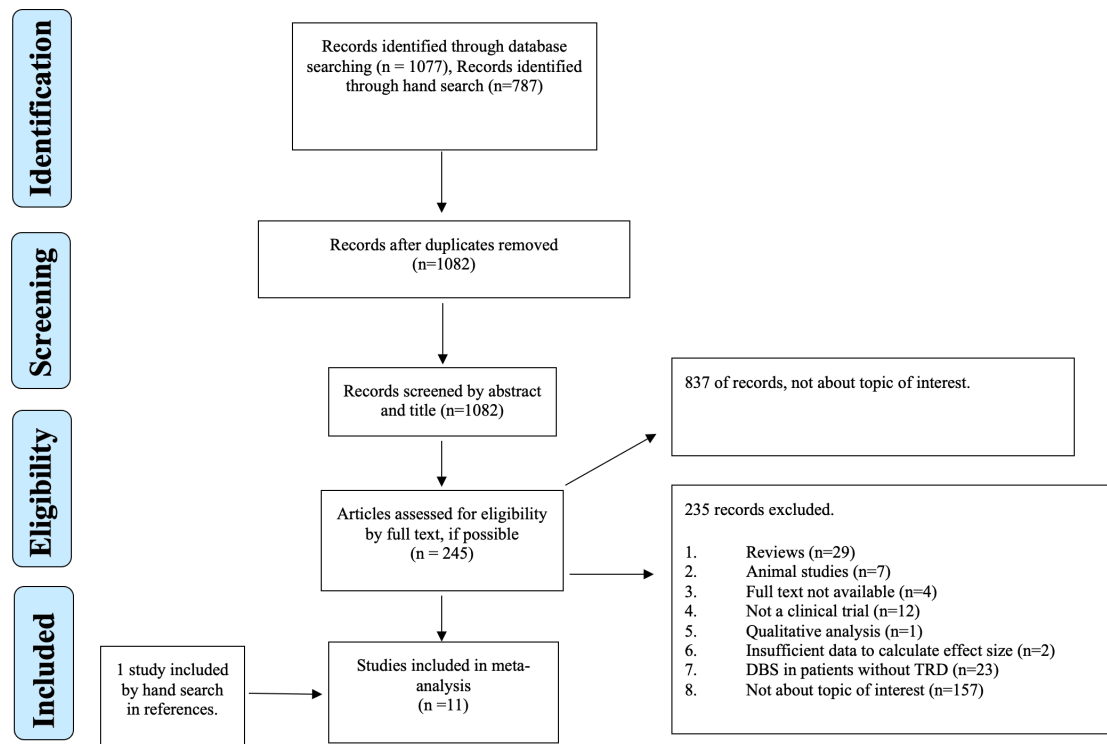 Identification
Records identified through database
searching (n = 1077), Records identified
through hand search (n=787)
Screening
Records after duplicates removed
(n=1082)
Records screened by abstract
and title (n=1082)
837 of records, not about topic of interest.
Eligibility
Articles assessed for eligibility
by full text, if possible
(n = 245)
235 records excluded.
1. Reviews (n=29)
2. Animal studies (n=7)
3. Full text not available (n=4)
4. Not a clinical trial (n=12)
5. Qualitative analysis (n=1)
6. Insufficient data to calculate effect size (n=2)
7. DBS in patients without TRD (n=23)
8. Not about topic of interest (n=157)
Included
1 study included
by hand search
in references.
Studies included in meta-
analysis
(n =11)